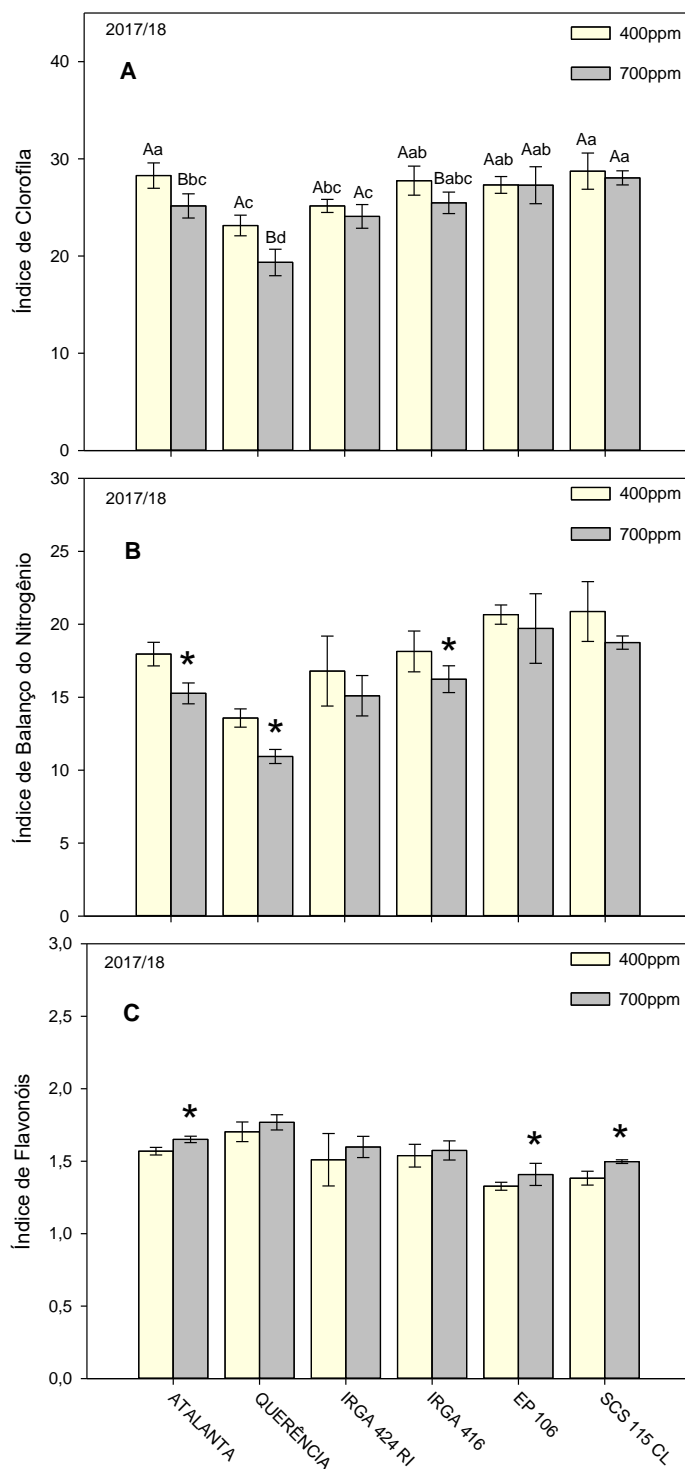 2017/18
400ppm
700ppm
A
40
30
20
10
0
Índice de Clorofila
Aa
Bbc
Ac
Bd
Abc
Ac
Aab
Babc
Aab
Aab
Aa
Aa
30
2017/18
400ppm
700ppm
B
25
20
15
10
5
0
Índice de Balanço do Nitrogênio
*
*
*
3,0
2017/18
400ppm
700ppm
C
2,5
2,0
1,5
1,0
0,5
0,0
Índice de Flavonóis
*
*
*
ATALANTA
QUERÊNCIA
IRGA 424 RI
IRGA 416
EP 106
SCS 115 CL